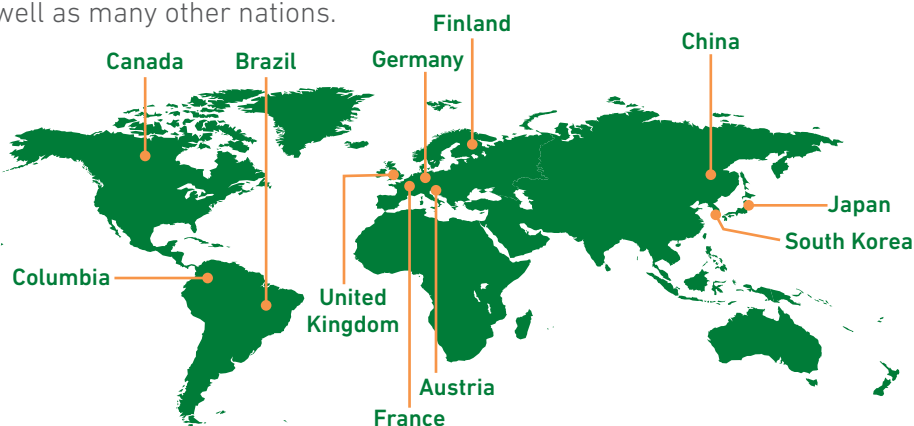 well as many other nations.
Finland
China
Canada
Brazil
Germany
Japan
South Korea
Columbia
United
Kingdom
Austria
France